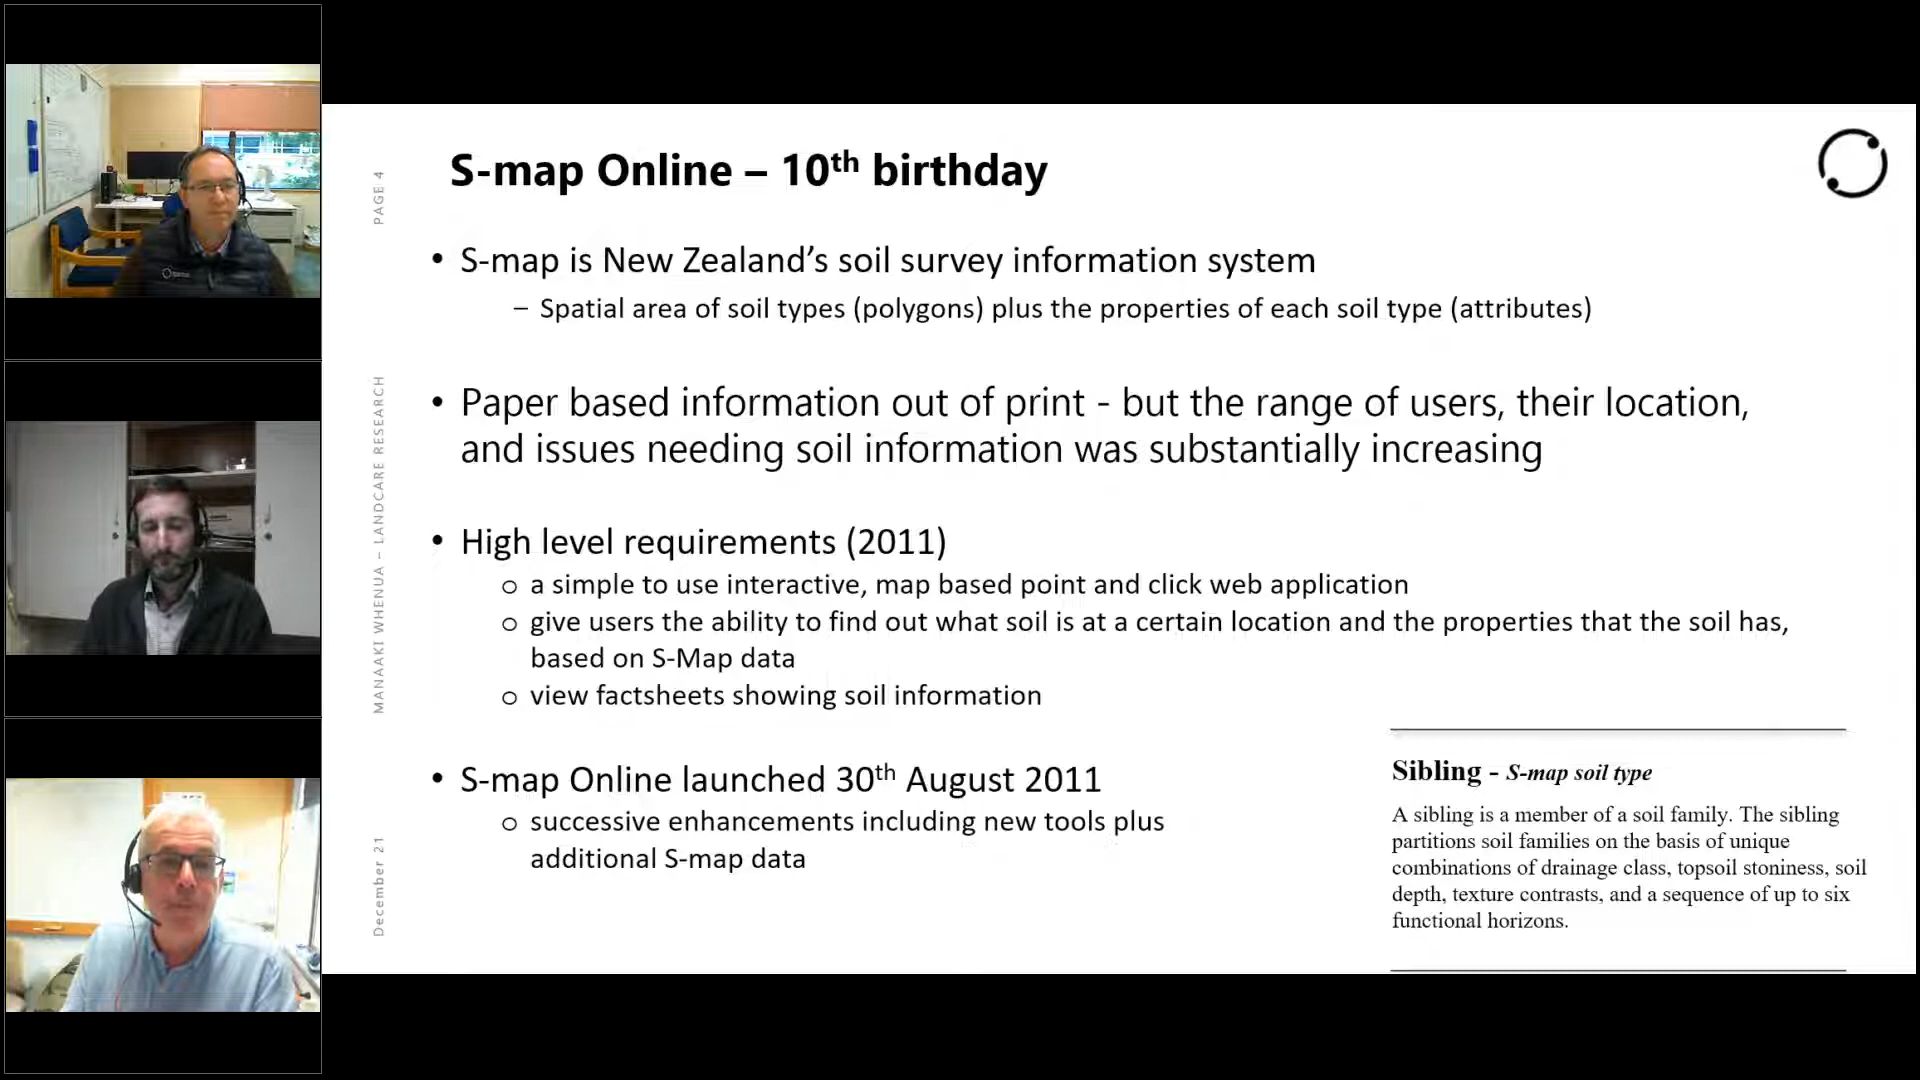 S-map Online – 10th birthday
PAGE 4
• S-map is New Zealand’s soil survey information system
– Spatial area of soil types (polygons) plus the properties of each soil type (attributes)
• Paper based information out of print - but the range of users, their location,
and issues needing soil information was substantially increasing
MANAAKI WHENUA – LANDCARE RESEARCH
• High level requirements (2011)
o a simple to use interactive, map based point and click web application
o give users the ability to find out what soil is at a certain location and the properties that the soil has,
based on S-Map data
o view factsheets showing soil information
• S-map Online launched 30th August 2011
o successive enhancements including new tools plus
additional S-map data
December 21
Sibling - S-map soil type
A sibling is a member of a soil family. The sibling
partitions soil families on the basis of unique
combinations of drainage class, topsoil stoniness, soil
depth, texture contrasts, and a sequence of up to six
functional horizons.